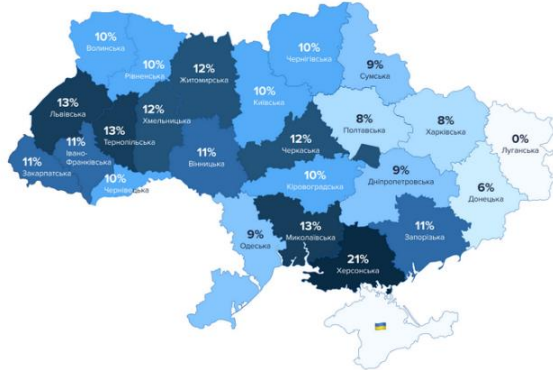 10%
Волинська
10%
Рівненська
12%
Житомирська
10%
Київська
10%
Чернігівська
9%
Сумська
13%
Львівська
11%
Закарпатська
11%
Івано-
Франківська
13%
Тернопільська
12%
Хмельницька
10%
Чернівецька
11%
Вінницька
12%
Черкаська
10%
Кіровоградська
8%
Полтавська
8%
Харківська
0%
Луганська
9%
Дніпропетровська
6%
Донецька
9%
Одеська
13%
Миколаївська
21%
Херсонська
11%
Запорізька